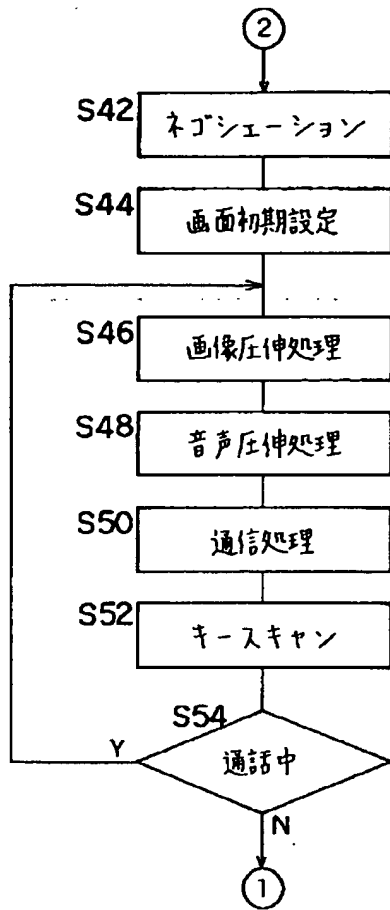 2
S42
ネゴシェーション
S44
画面初期設定
S46
画像圧伸処理
S48
音声圧伸処理
S50
通信処理
S52
キースキャン
S54
通話中
Y
N
1